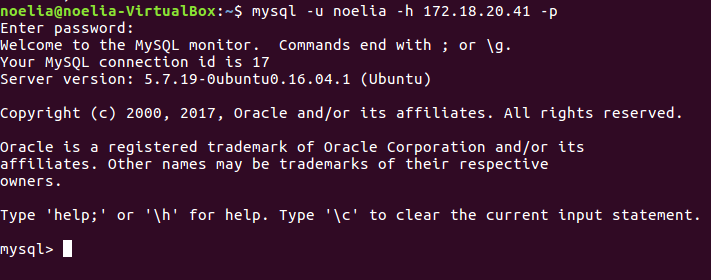 noelia@noelia-VirtualBox:~$ mysql -u noelia -h 172.18.20.41 -p
Enter password:
Welcome to the MySQL monitor.  Commands end with ; or \g.
Your MySQL connection id is 17
Server version: 5.7.19-0ubuntu0.16.04.1 (Ubuntu)
Copyright (c) 2000, 2017, Oracle and/or its affiliates. All rights reserved.
Oracle is a registered trademark of Oracle Corporation and/or its
affiliates. Other names may be trademarks of their respective
owners.
Type 'help;' or '\h' for help. Type '\c' to clear the current input statement.
mysql>